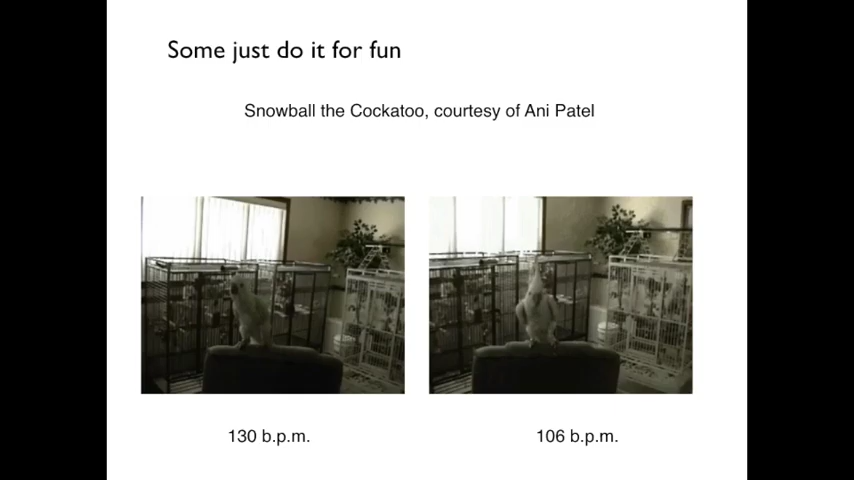 Some just do it for fun
Snowball the Cockatoo, courtesy of Ani Patel
130 b.p.m.
106 b.p.m.